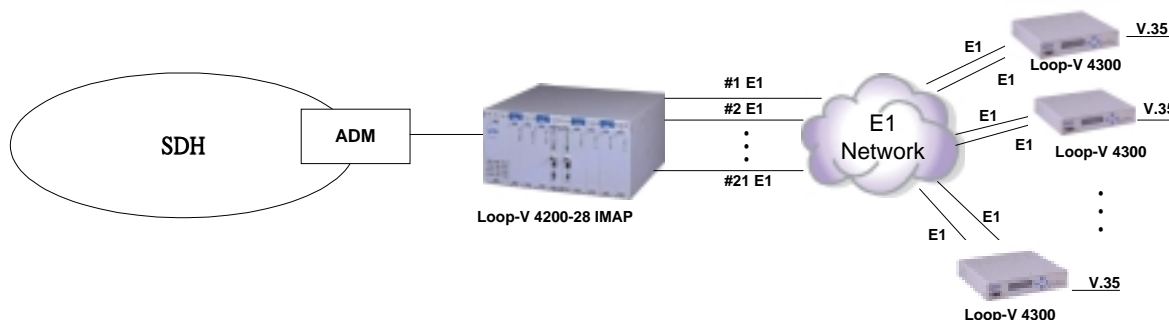 SDH
ADM
Loop-V 4200-28 IMAP
#1 E1
#2 E1
#21 E1
E1
Network
E1
E1
V.35
Loop-V 4300
E1
E1
V.35
Loop-V 4300
E1
E1
V.35
Loop-V 4300